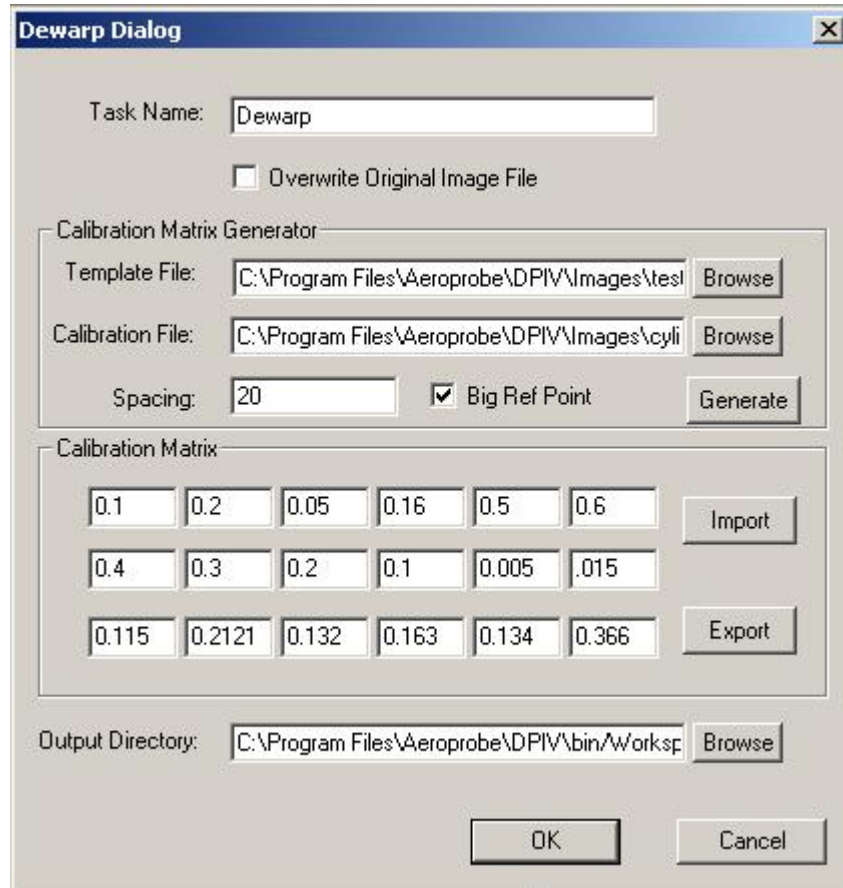 Dewarp Dialog
Task Name: Dewarp
Overwrite Original Image File
Calibration Matrix Generator
Template File: C:\Program Files\Aeroprobe\DPIV\Images\test Browse
Calibration File: C:\Program Files\Aeroprobe\DPIV\Images\cyli Browse
Spacing: 20 Big Ref Point Generate
Calibration Matrix
0.1 0.2 0.05 0.16 0.5 0.6 Import
0.4 0.3 0.2 0.1 0.005 .015
0.115 0.2121 0.132 0.163 0.134 0.366 Export
Output Directory: C:\Program Files\Aeroprobe\DPIV\bin/Worksp Browse
OK Cancel